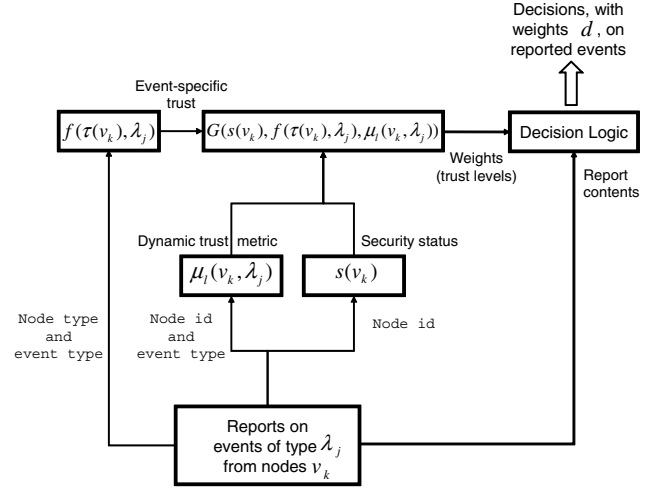 Decisions, with
weights d, on
reported events
Event-specific
trust
f(τ(v_k),λ_j)
G(s(v_k), f(τ(v_k),λ_j),μ_l(v_k,λ_j))
Decision Logic
Weights
(trust levels)
Report
contents
Dynamic trust metric
Security status
μ_l(v_k,λ_j)
s(v_k)
Node type
and
event type
Node id
and
event type
Node id
Reports on
events of type λ_j
from nodes v_k